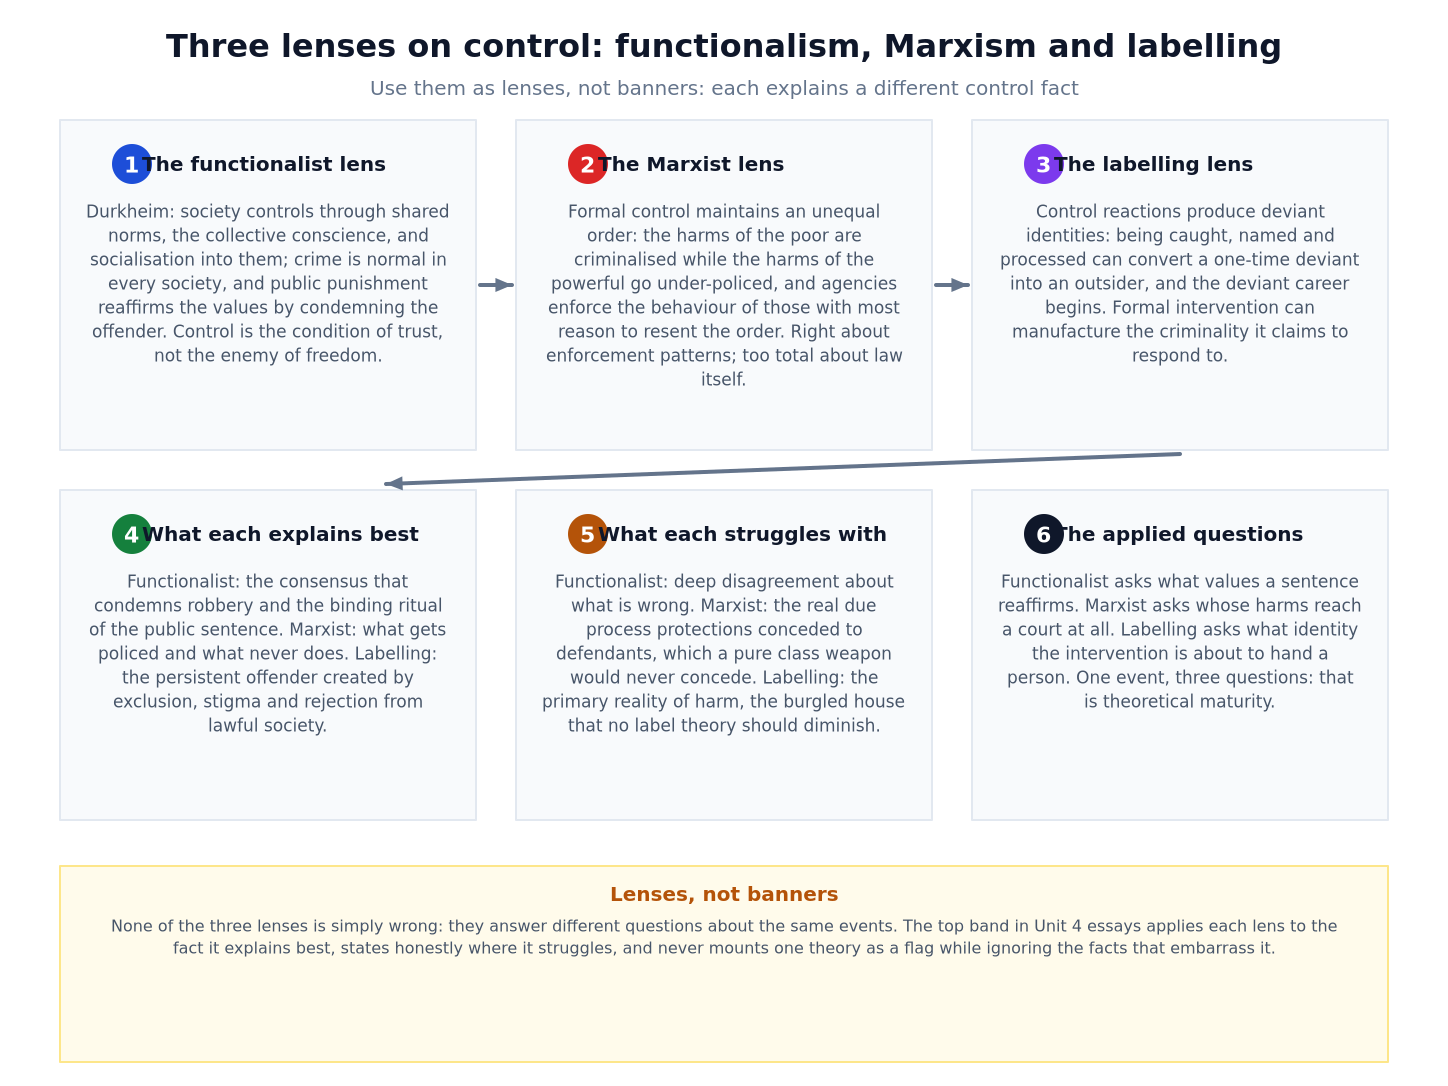 Three lenses on control: functionalism, Marxism and labelling
Use them as lenses, not banners: each explains a different control fact
1 The functionalist lens
Durkheim: society controls through shared
norms, the collective conscience, and
socialisation into them; crime is normal in
every society, and public punishment
reaffirms the values by condemning the
offender. Control is the condition of trust,
not the enemy of freedom.
2 The Marxist lens
Formal control maintains an unequal
order: the harms of the poor are
criminalised while the harms of the
powerful go under-policed, and agencies
enforce the behaviour of those with most
reason to resent the order. Right about
enforcement patterns; too total about law
itself.
3 The labelling lens
Control reactions produce deviant
identities: being caught, named and
processed can convert a one-time deviant
into an outsider, and the deviant career
begins. Formal intervention can
manufacture the criminality it claims to
respond to.
4 What each explains best
Functionalist: the consensus that
condemns robbery and the binding ritual
of the public sentence. Marxist: what gets
policed and what never does. Labelling:
the persistent offender created by
exclusion, stigma and rejection from
lawful society.
5 What each struggles with
Functionalist: deep disagreement about
what is wrong. Marxist: the real due
process protections conceded to
defendants, which a pure class weapon
would never concede. Labelling: the
primary reality of harm, the burgled house
that no label theory should diminish.
6 The applied questions
Functionalist asks what values a sentence
reaffirms. Marxist asks whose harms reach
a court at all. Labelling asks what identity
the intervention is about to hand a
person. One event, three questions: that
is theoretical maturity.
Lenses, not banners
None of the three lenses is simply wrong: they answer different questions about the same events. The top band in Unit 4 essays applies each lens to the
fact it explains best, states honestly where it struggles, and never mounts one theory as a flag while ignoring the facts that embarrass it.